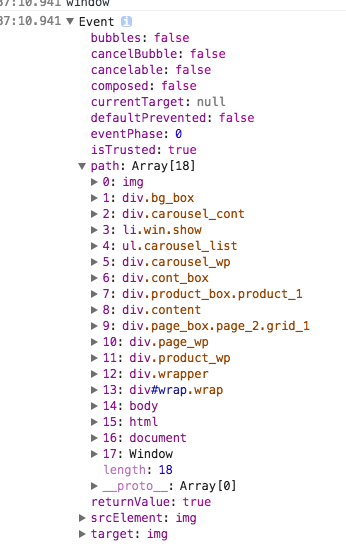 37:10.941 window
37:10.941 ▼ Event i
bubbles: false
cancelBubble: false
cancelable: false
composed: false
currentTarget: null
defaultPrevented: false
eventPhase: 0
isTrusted: true
▼ path: Array[18]
▶ 0: img
▶ 1: div.bg_box
▶ 2: div.carousel_cont
▶ 3: li.win.show
▶ 4: ul.carousel_list
▶ 5: div.carousel_wp
▶ 6: div.cont_box
▶ 7: div.product_box.product_1
▶ 8: div.content
▶ 9: div.page_box.page_2.grid_1
▶ 10: div.page_wp
▶ 11: div.product_wp
▶ 12: div.wrapper
▶ 13: div#wrap.wrap
▶ 14: body
▶ 15: html
▶ 16: document
▶ 17: Window
length: 18
▶ __proto__: Array[0]
returnValue: true
▶ srcElement: img
▶ target: img